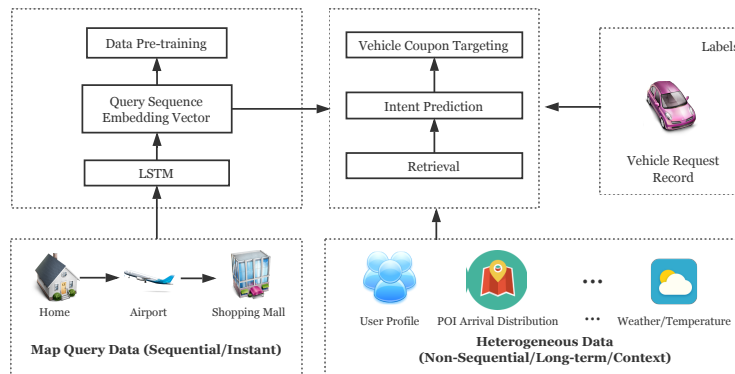 Data Pre-training
Query Sequence
Embedding Vector
LSTM
Vehicle Coupon Targeting
Intent Prediction
Retrieval
Labels
Vehicle Request
Record
Home
Airport
Shopping Mall
Map Query Data (Sequential/Instant)
...
User Profile
POI Arrival Distribution
...
Weather/Temperature
Heterogeneous Data
(Non-Sequential/Long-term/Context)